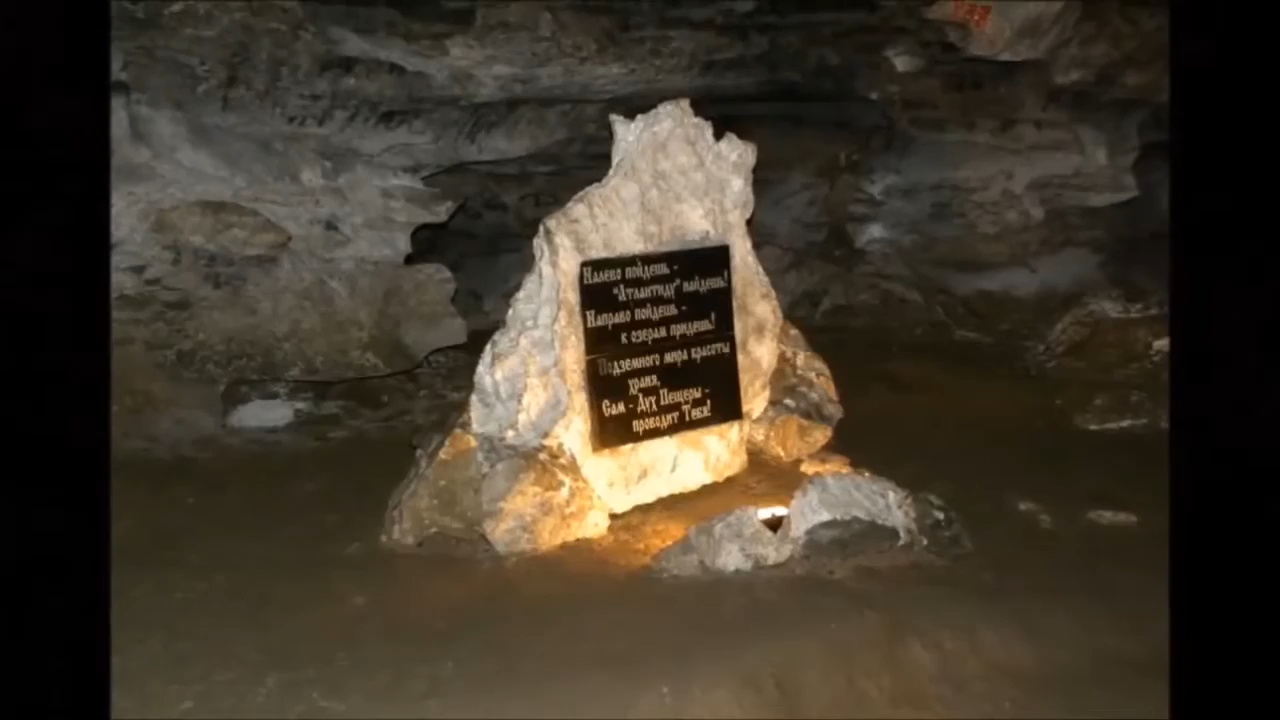 Налево пойдешь -
"Атлантиду" найдешь!
Направо пойдешь -
к озерам придешь!
Подземного мира красоты
храня,
Сам - Дух Пещеры -
проводит Тебя!